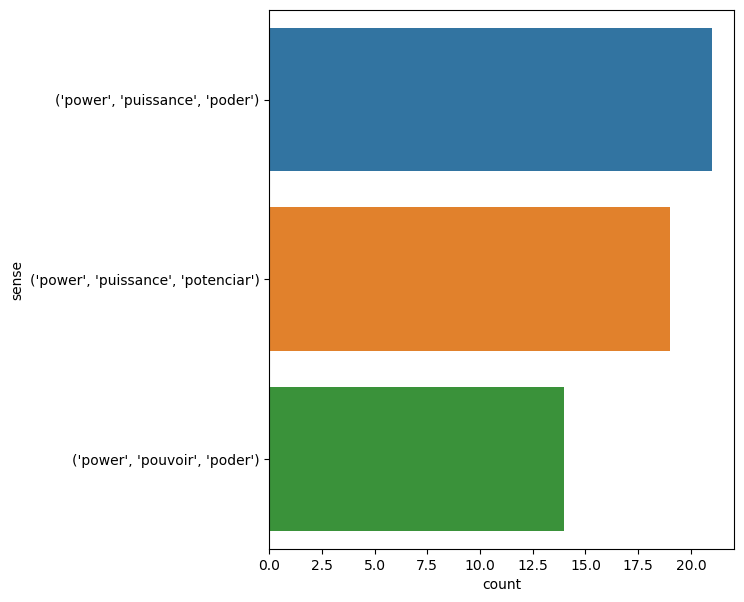 ('power', 'puissance', 'poder')
('power', 'puissance', 'potenciar')
('power', 'pouvoir', 'poder')
sense
0.0 2.5 5.0 7.5 10.0 12.5 15.0 17.5 20.0
count